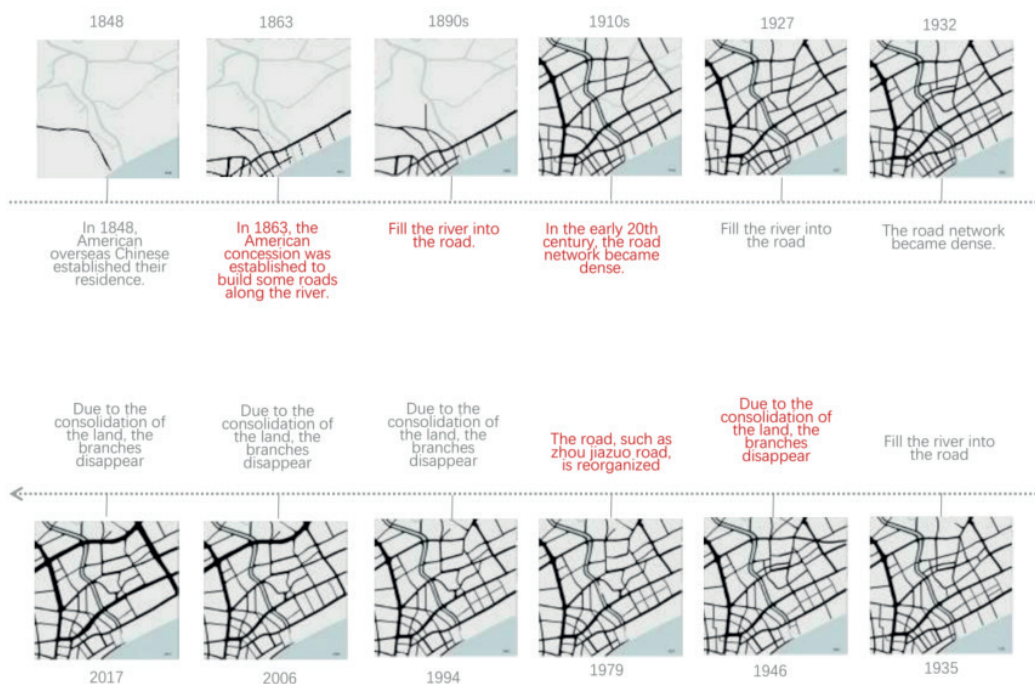 1848
1863
1890s
1910s
1927
1932
In 1848,
American
overseas Chinese
established their
residence.
In 1863, the
American
concession was
established to
build some roads
along the river.
Fill the river into
the road.
In the early 20th
century, the road
network became
dense.
Fill the river into
the road
The road network
became dense.
Due to the
consolidation of
the land, the
branches
disappear
Due to the
consolidation of
the land, the
branches
disappear
Due to the
consolidation of
the land, the
branches
disappear
The road, such as
zhou jiazuo road,
is reorganized
Due to the
consolidation of
the land, the
branches
disappear
Fill the river into
the road
2017
2006
1994
1979
1946
1935